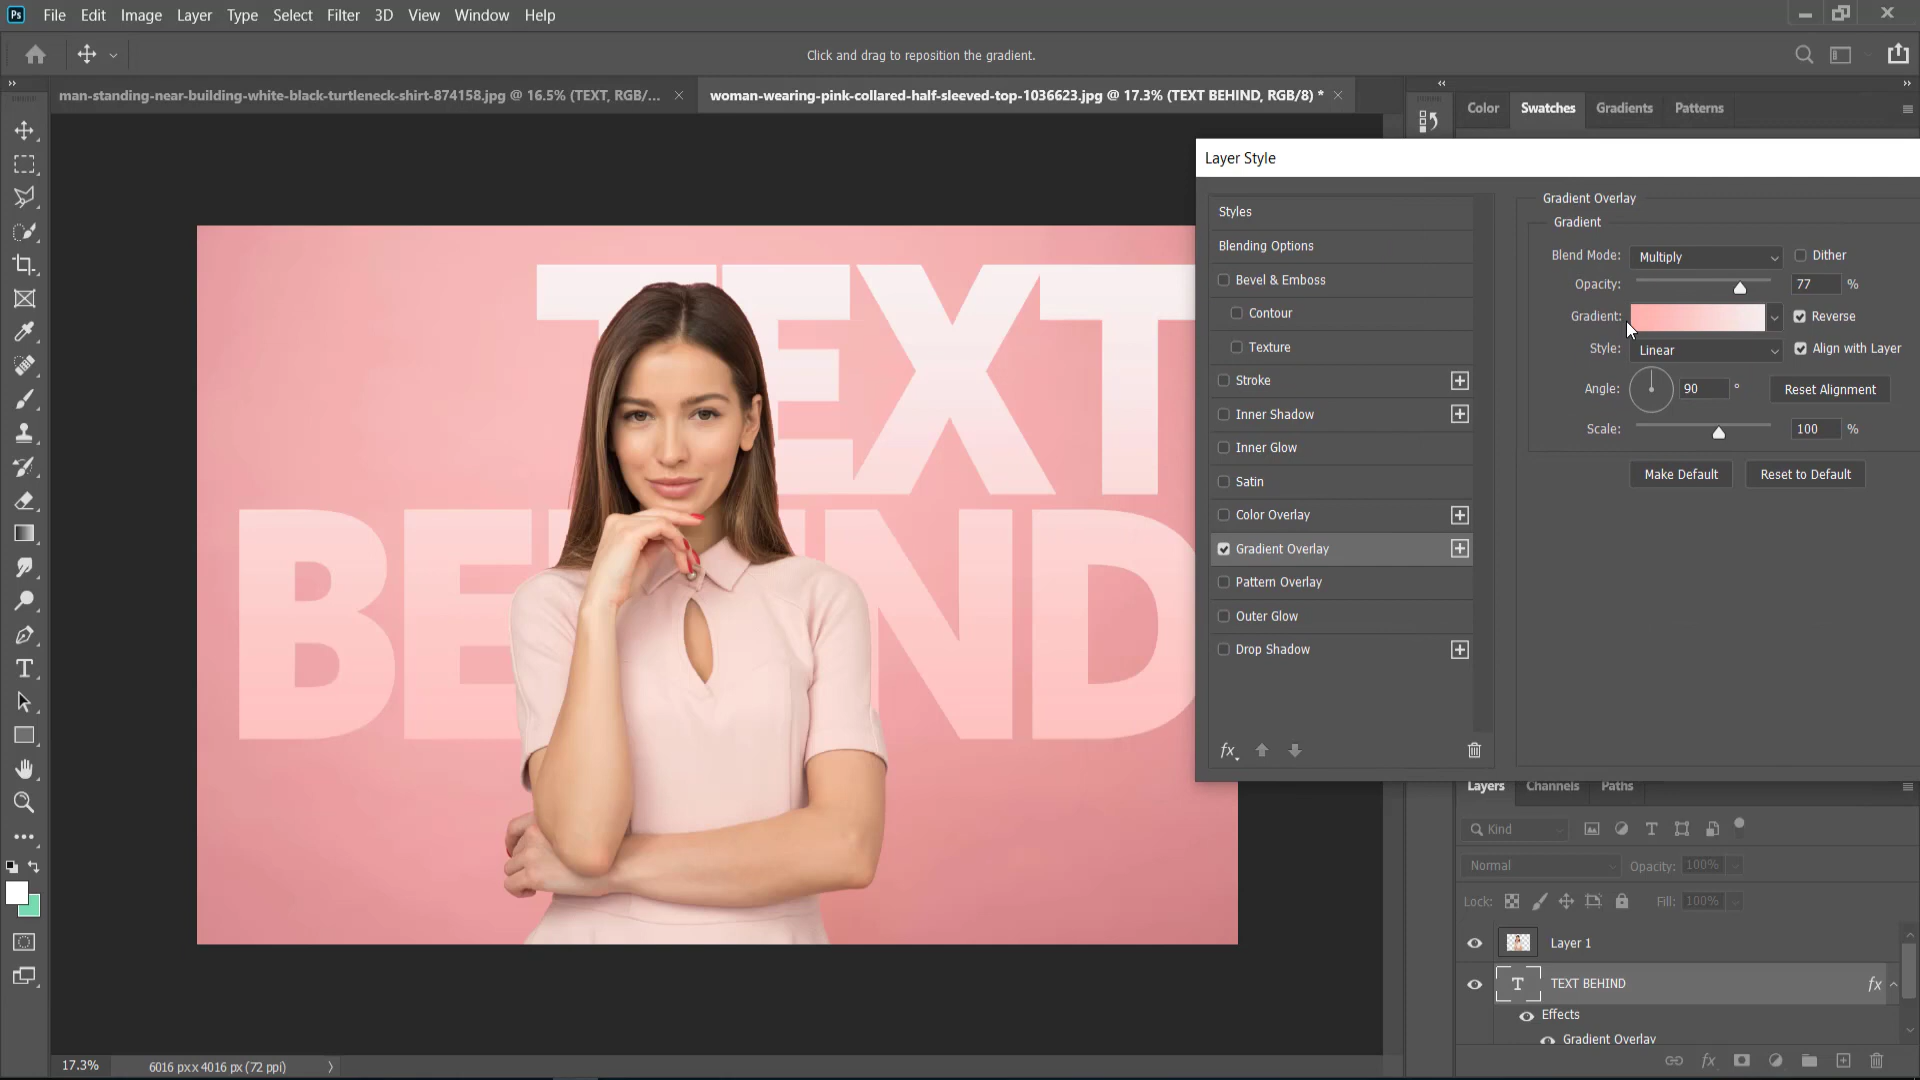 Ps File Edit Image Layer Type Select Filter 3D View Window Help
Click and drag to reposition the gradient.
man-standing-near-building-white-black-turtleneck-shirt-874158.jpg @ 16.5% (TEXT, RGB/...
woman-wearing-pink-collared-half-sleeved-top-1036623.jpg @ 17.3% (TEXT BEHIND, RGB/8) *
Color Swatches Gradients Patterns
Layer Style
Styles
Blending Options
Bevel & Emboss
Contour
Texture
Stroke
Inner Shadow
Inner Glow
Satin
Color Overlay
Gradient Overlay
Pattern Overlay
Outer Glow
Drop Shadow
fx
Gradient Overlay
Gradient
Blend Mode: Multiply Dither
Opacity: 77 %
Gradient: Reverse
Style: Linear Align with Layer
Angle: 90 ° Reset Alignment
Scale: 100 %
Make Default Reset to Default
TEXT
BEHIND
Layers Channels Paths
Kind
Normal Opacity: 100%
Lock: Fill: 100%
Layer 1
T TEXT BEHIND fx
Effects
Gradient Overlay
fx
17.3% 6016 px x 4016 px (72 ppi)